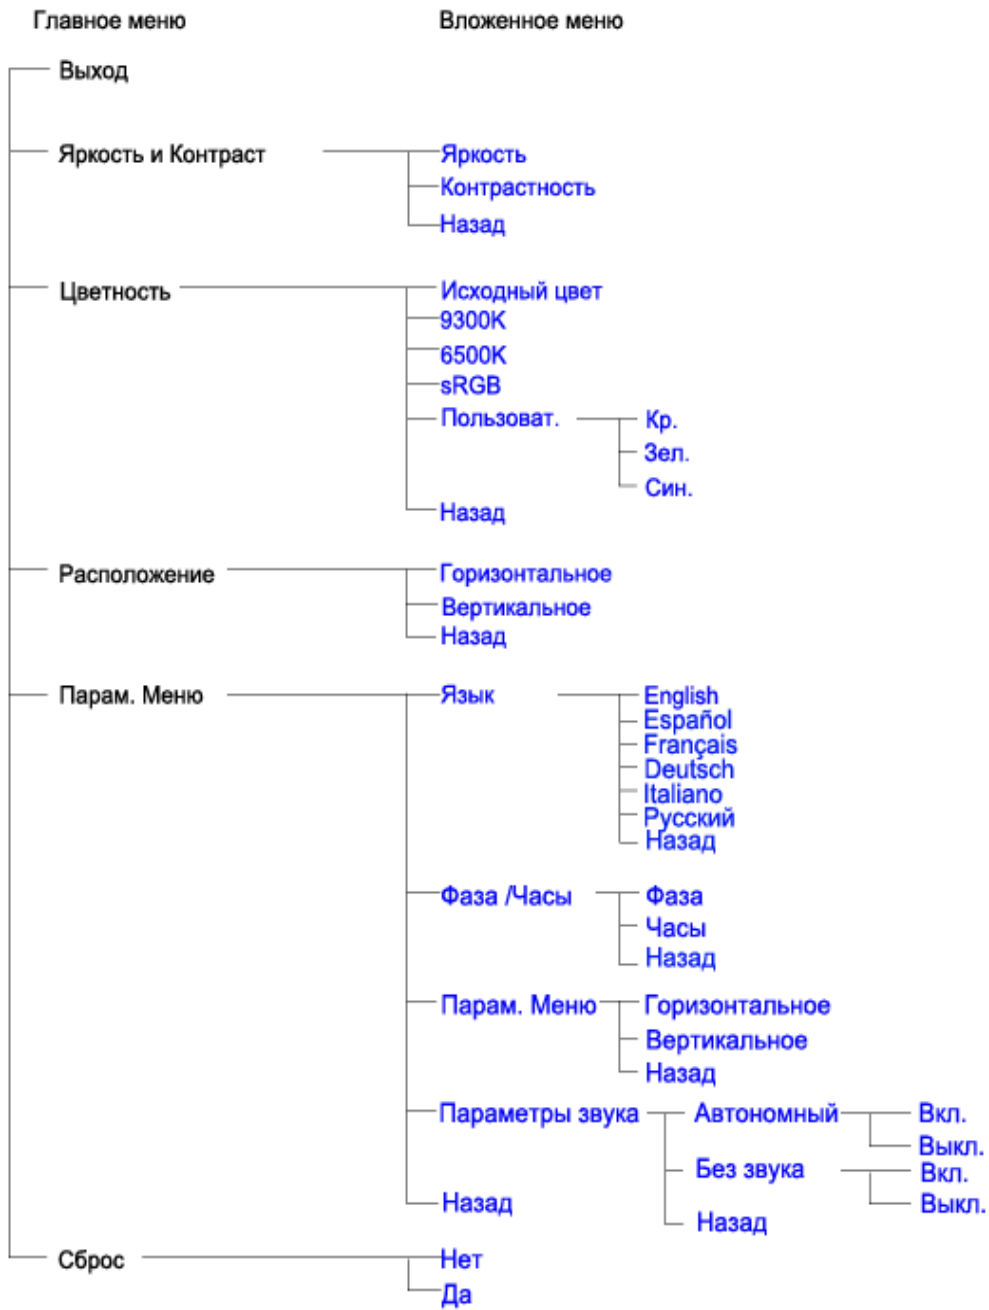 Главное меню Вложенное меню
Выход
Яркость и Контраст Яркость
Контрастность
Назад
Цветность Исходный цвет
9300K
6500K
sRGB
Пользоват. Кр.
Зел.
Син.
Назад
Расположение Горизонтальное
Вертикальное
Назад
Парам. Меню Язык English
Español
Français
Deutsch
Italiano
Русский
Назад
Фаза /Часы Фаза
Часы
Назад
Парам. Меню Горизонтальное
Вертикальное
Назад
Параметры звука Автономный Вкл.
Выкл.
Без звука Вкл.
Выкл.
Назад Назад
Сброс Нет
Да